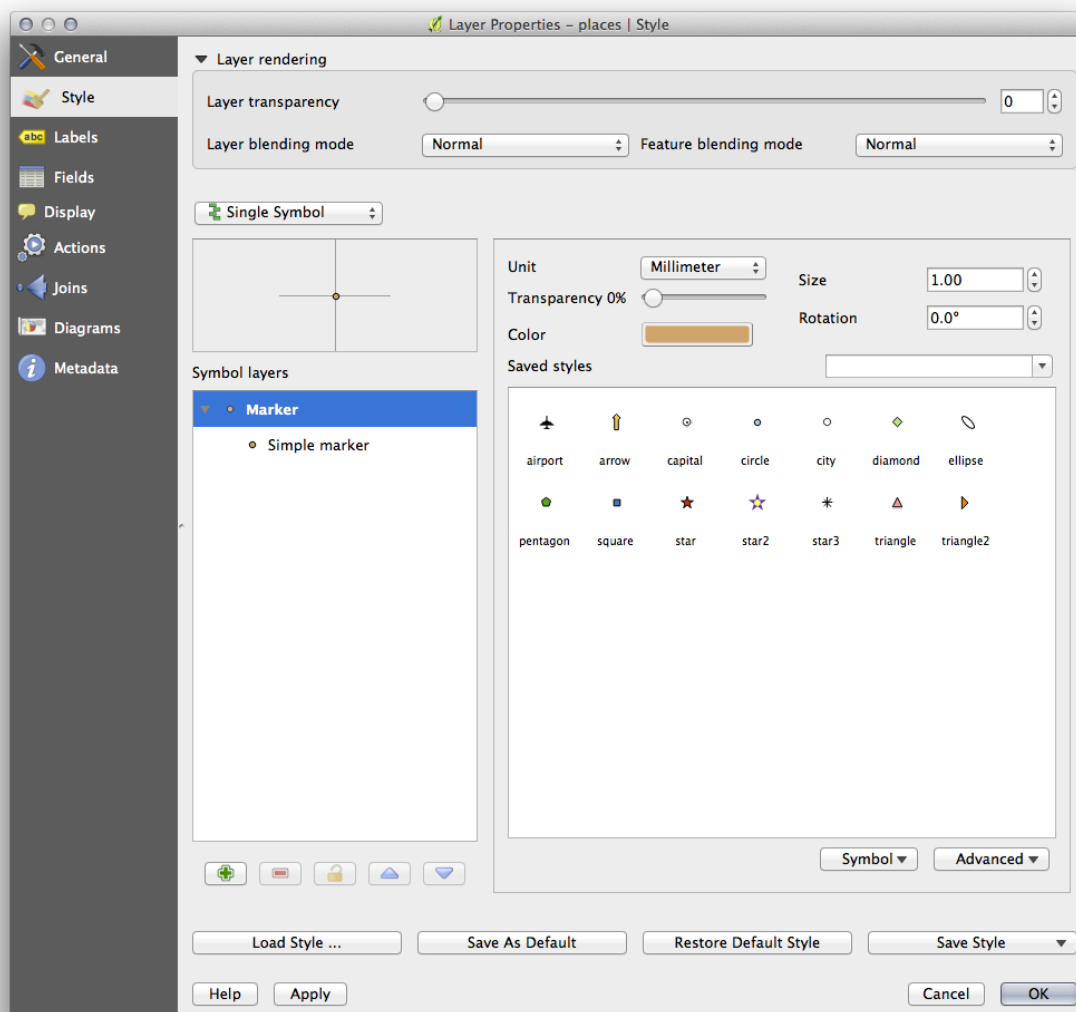 Layer Properties – places | Style
General
Style
abc Labels
Fields
Display
Actions
Joins
Diagrams
i Metadata
Layer rendering
Layer transparency 0
Layer blending mode Normal Feature blending mode Normal
Single Symbol
Symbol layers
Marker
Simple marker
Unit Millimeter
Size 1.00
Transparency 0%
Rotation 0.0°
Color
Saved styles
airport arrow capital circle city diamond ellipse
pentagon square star star2 star3 triangle triangle2
Symbol Advanced
Load Style ... Save As Default Restore Default Style Save Style
Help Apply Cancel OK